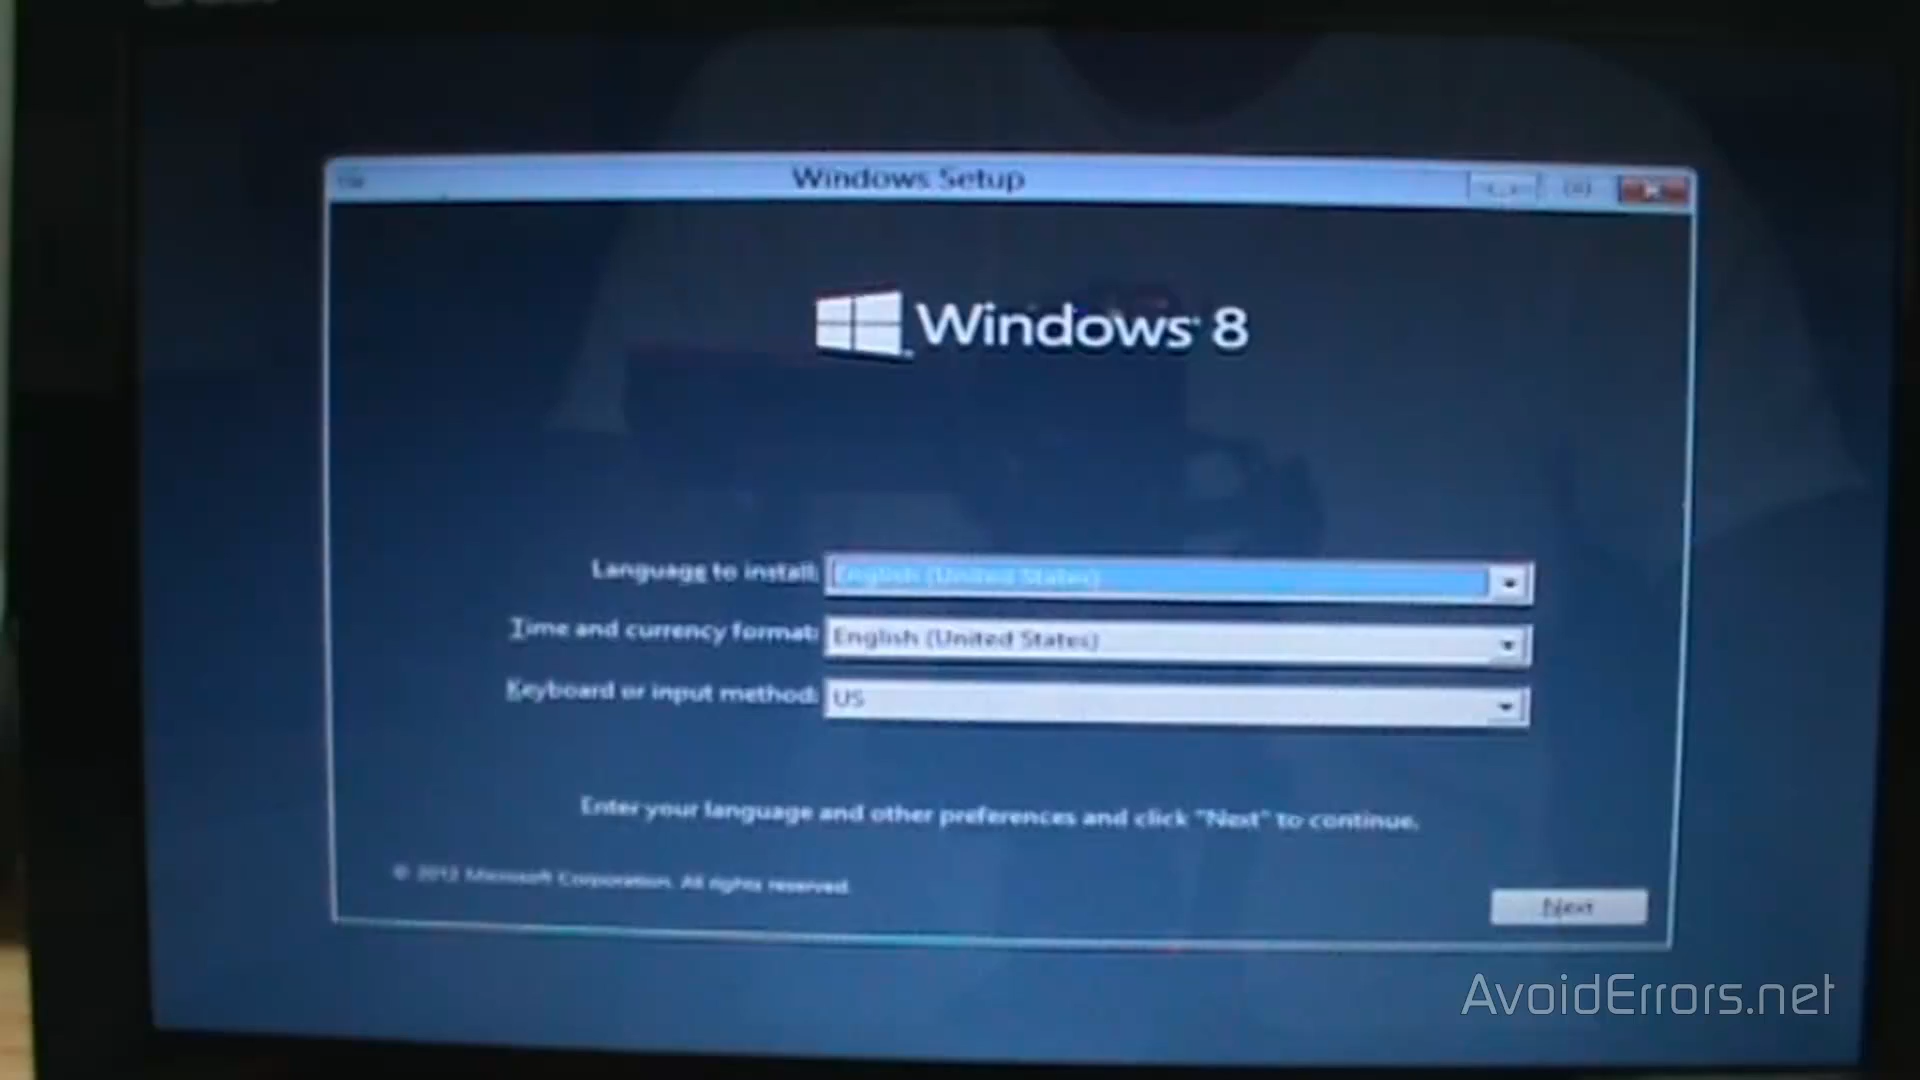 Windows Setup
Windows 8
Language to install: English (United States)
Time and currency format: English (United States)
Keyboard or input method: US
Enter your language and other preferences and click "Next" to continue.
© 2012 Microsoft Corporation. All rights reserved.
Next
AvoidErrors.net